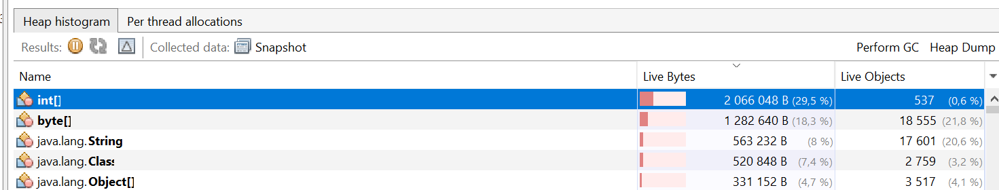 Heap histogram Per thread allocations
Results: Collected data: Snapshot Perform GC Heap Dump
Name Live Bytes Live Objects
int[] 2 066 048 B (29,5 %) 537 (0,6 %)
byte[] 1 282 640 B (18,3 %) 18 555 (21,8 %)
java.lang.String 563 232 B (8 %) 17 601 (20,6 %)
java.lang.Class 520 848 B (7,4 %) 2 759 (3,2 %)
java.lang.Object[] 331 152 B (4,7 %) 3 517 (4,1 %)